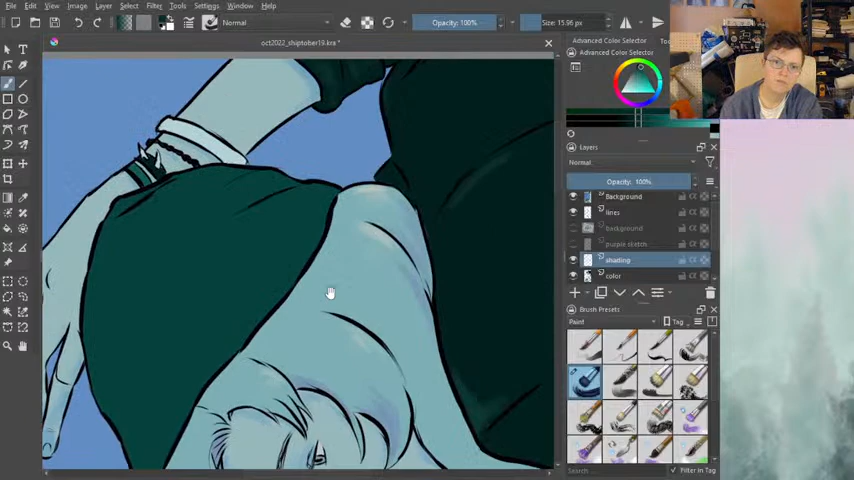 File Edit View Image Layer Select Filter Tools Settings Window Help
Normal
Opacity: 100%
Size: 15.96 px
oct2022_shiptober19.kra *
Advanced Color Selector
Advanced Color Selector
Layers
Normal
Opacity: 100%
Background
lines
background
purple sketch
shading
color
Brush Presets
Paint
Tag
Search
Filter in Tag